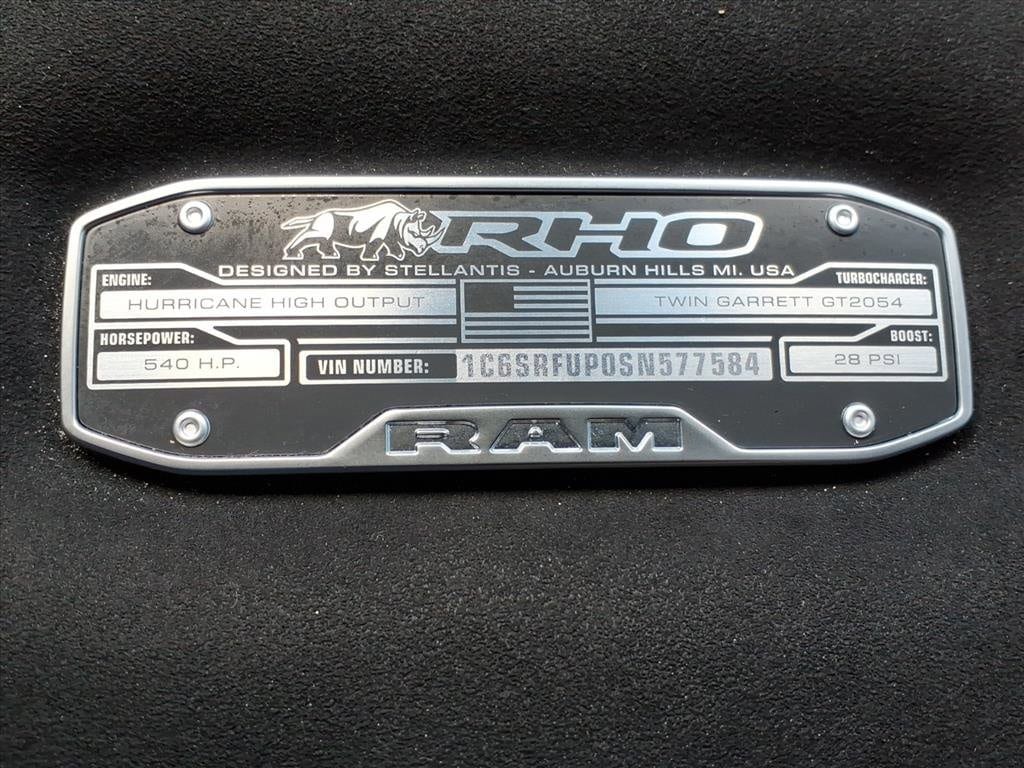 RHO
DESIGNED BY STELLANTIS - AUBURN HILLS MI. USA
ENGINE:
HURRICANE HIGH OUTPUT
TURBOCHARGER:
TWIN GARRETT GT2054
HORSEPOWER:
540 H.P.
VIN NUMBER: 1C6SRFUP0SN577584
BOOST:
28 PSI
RAM